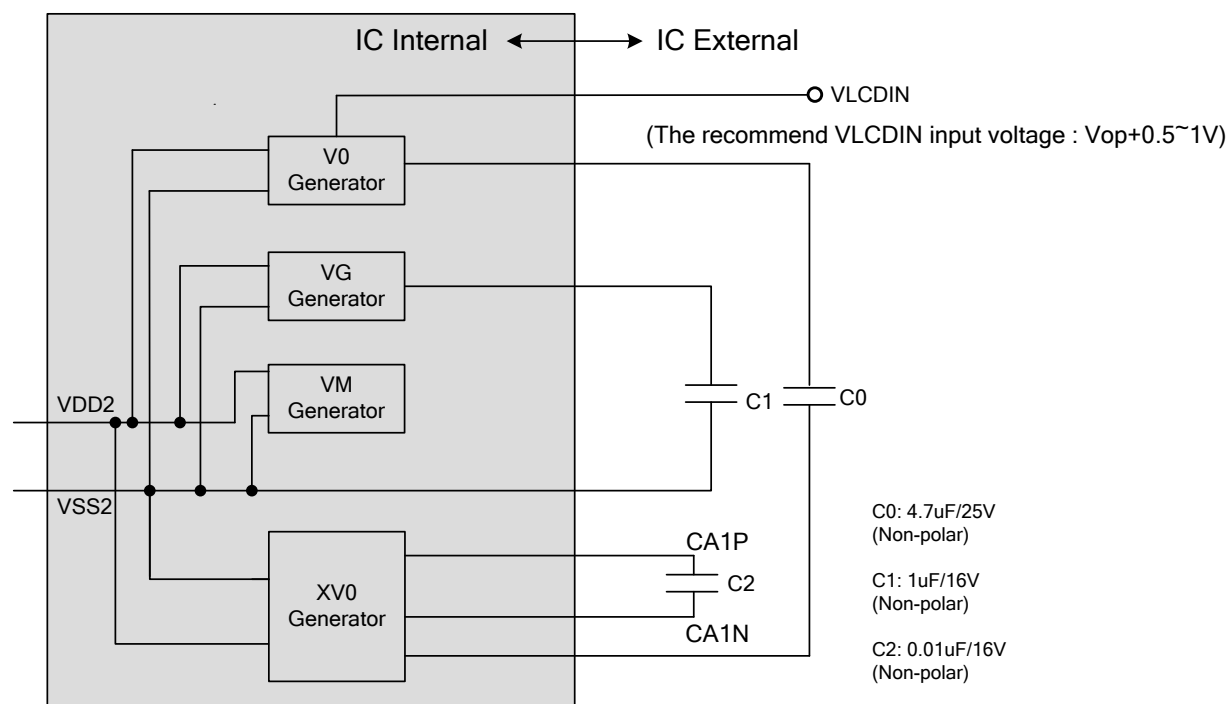 IC Internal
IC External
VLCDIN
(The recommend VLCDIN input voltage : Vop+0.5~1V)
V0
Generator
VG
Generator
VM
Generator
VDD2
C1
C0
VSS2
CA1P
C2
XV0
Generator
CA1N
C0: 4.7uF/25V
(Non-polar)
C1: 1uF/16V
(Non-polar)
C2: 0.01uF/16V
(Non-polar)